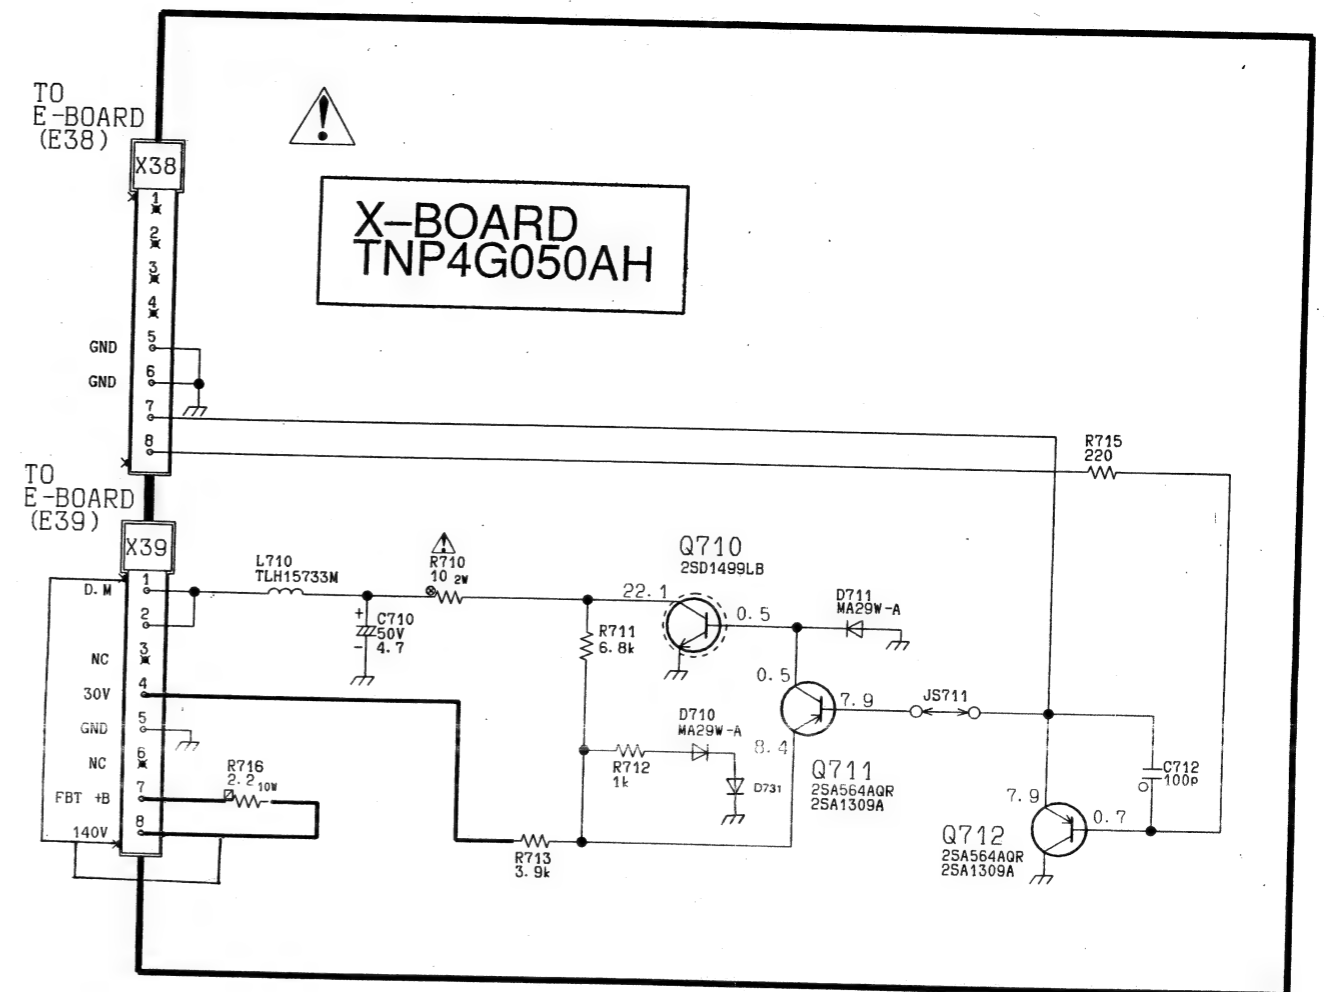 TO
E-BOARD
(E38)
X38
1
2
3
4
GND 5
GND 6
7
8
!
X-BOARD
TNP4G050AH
R715
220
TO
E-BOARD
(E39)
X39
D.M 1
2
NC 3
30V 4
GND 5
NC 6
FBT +B 7
140V 8
L710
TLH15733M
+
C710
50V
- 4.7
!
R710
10 2W
R711
6.8k
22.1
Q710
2SD1499LB
0.5
D711
MA29W-A
0.5
7.9
JS711
8.4
Q711
2SA564AQR
2SA1309A
D710
MA29W-A
R712
1k
D731
R716
2.2 10W
R713
3.9k
7.9
0.7
C712
100P
Q712
2SA564AQR
2SA1309A